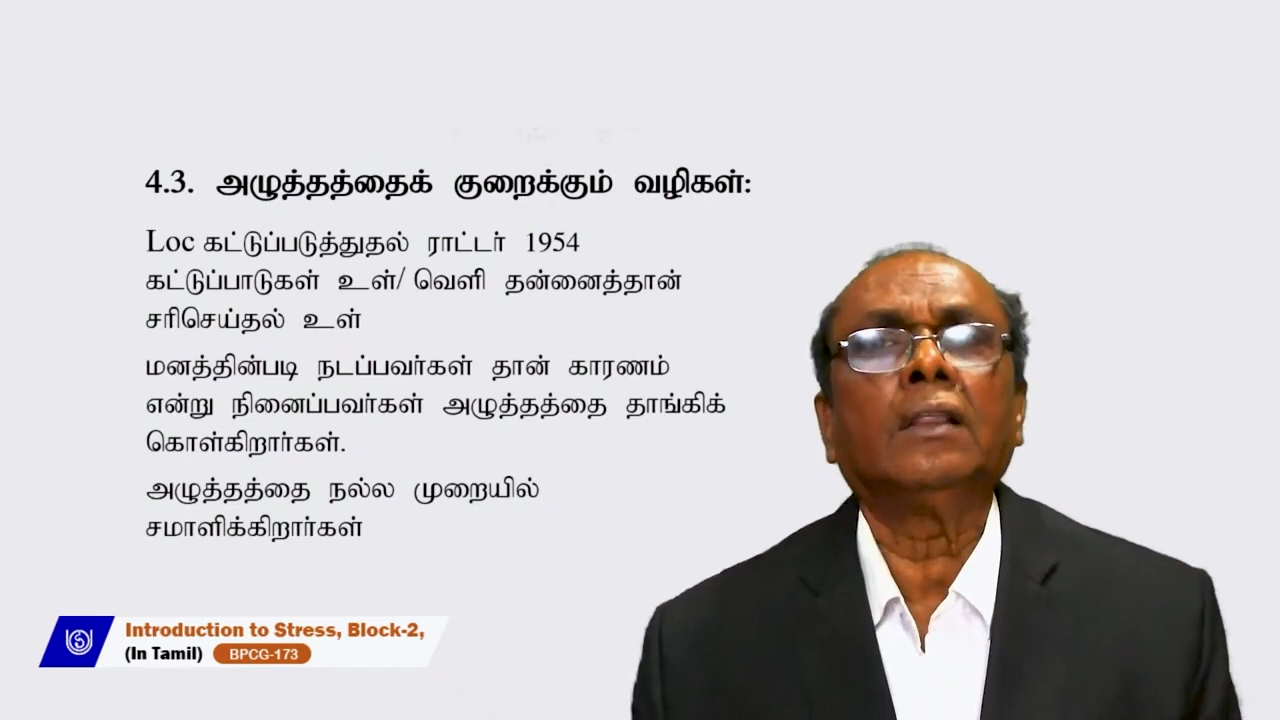 4.3. அழுத்தத்தைக் குறைக்கும் வழிகள்:
Loc கட்டுப்படுத்துதல் ராட்டர் 1954
கட்டுப்பாடுகள் உள்/ வெளி தன்னைத்தான்
சரிசெய்தல் உள்
மனத்தின்படி நடப்பவர்கள் தான் காரணம்
என்று நினைப்பவர்கள் அழுத்தத்தை தாங்கிக்
கொள்கிறார்கள்.
அழுத்தத்தை நல்ல முறையில்
சமாளிக்கிறார்கள்
Introduction to Stress, Block-2,
(In Tamil) BPCG-173